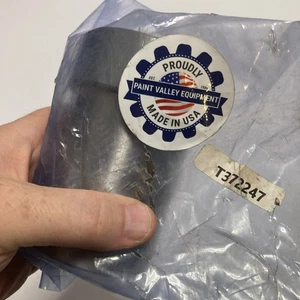 PROUDLY
PAINT VALLEY EQUIPMENT
MADE IN USA
T372247